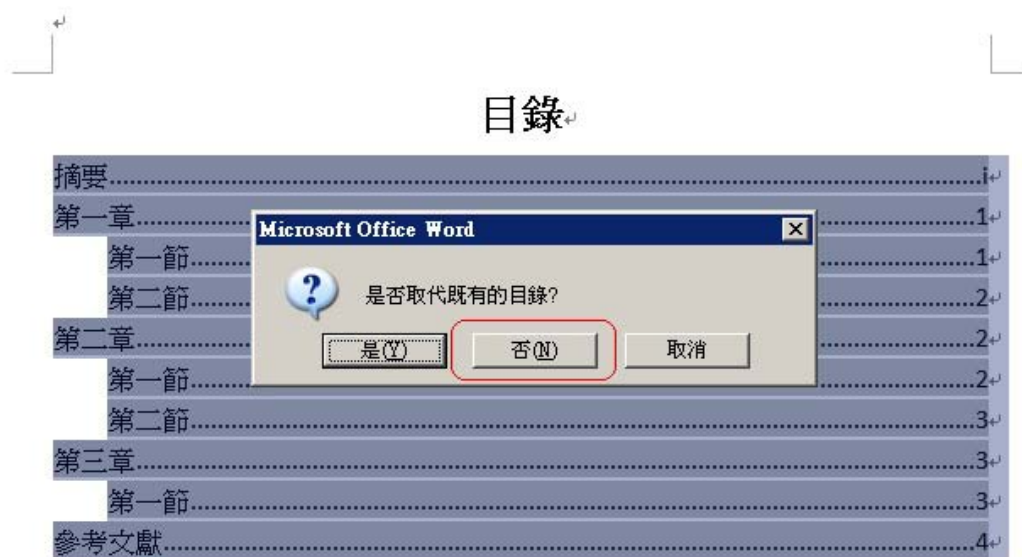 目錄
摘要........................................i
第一章........................................1
Microsoft Office Word
第一節........................................1
是否取代既有的目錄?
第二節........................................2
第二章........................................2
是(Y) 否(N) 取消
第一節........................................2
第二節........................................3
第三章........................................3
第一節........................................3
參考文獻........................................4